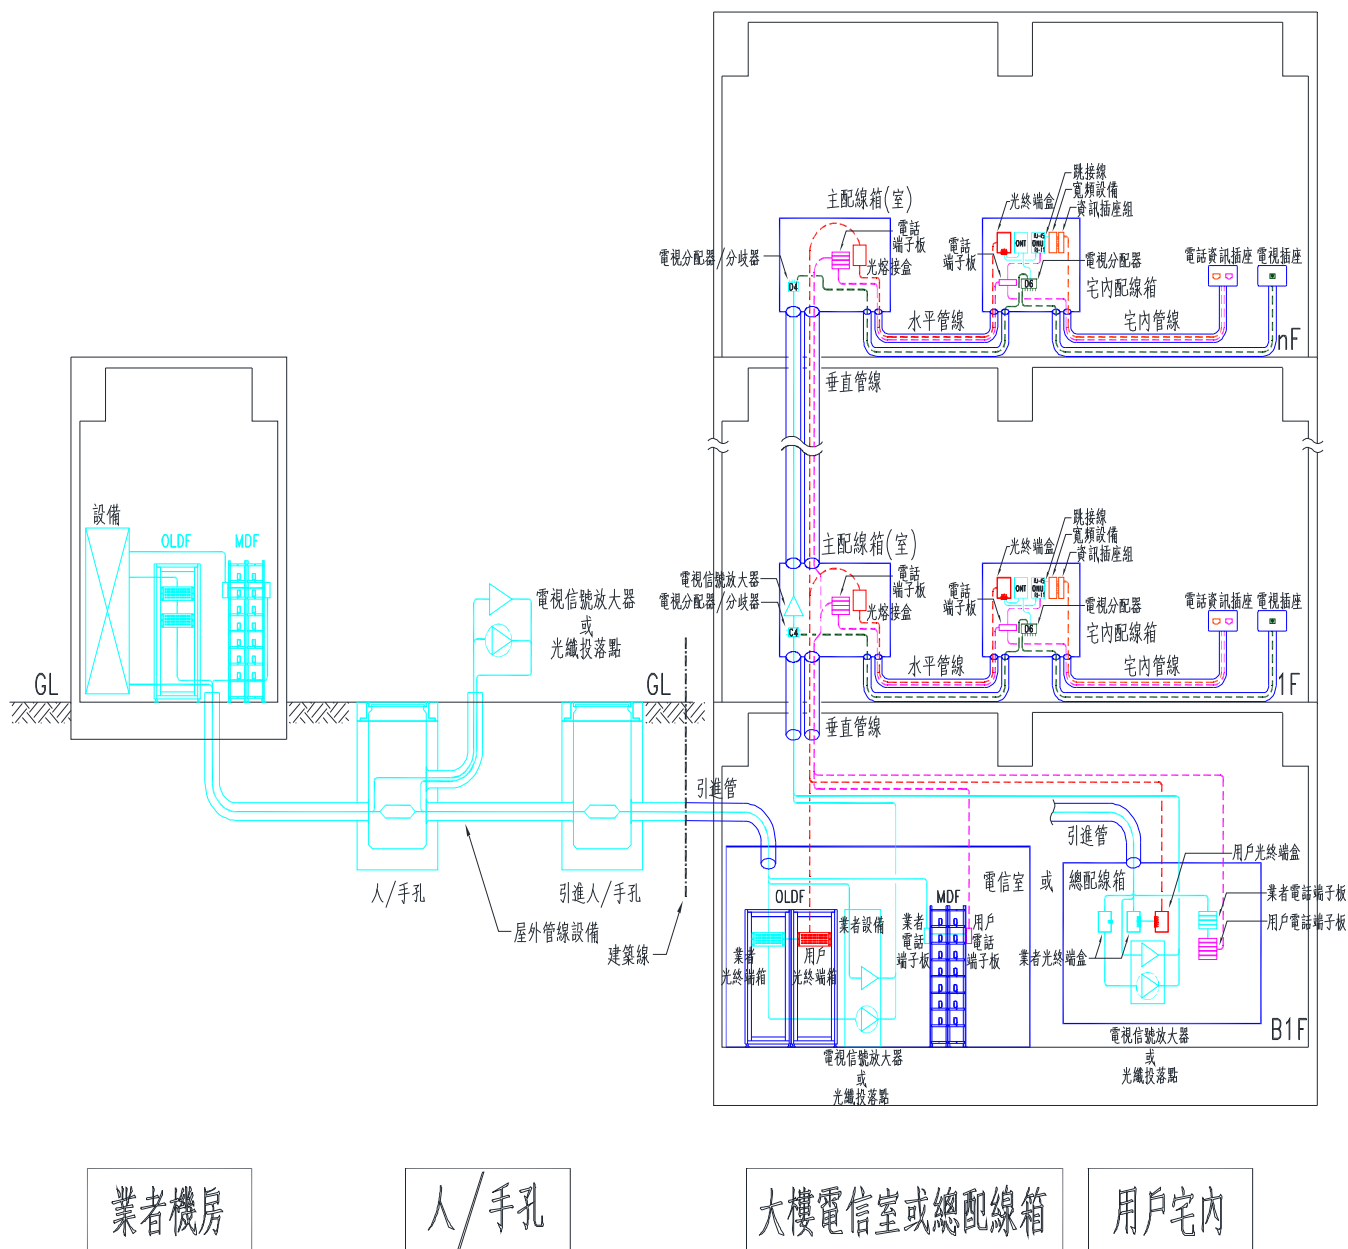 主配線箱(室)
電話
端子板
電視分配器/分歧器
光熔接盒
D4
光終端盒
跳接線
寬頻設備
資訊插座組
ONT
ONU
電話
端子板
電視分配器
D6
宅內配線箱
電話資訊插座
電視插座
水平管線
宅內管線
nF
垂直管線
設備
OLDF
MDF
GL
電視信號放大器
或
光纖投落點
GL
主配線箱(室)
電話
端子板
電視信號放大器
電視分配器/分歧器
光熔接盒
C4
光終端盒
跳接線
寬頻設備
資訊插座組
ONT
ONU
電話
端子板
電視分配器
D6
宅內配線箱
電話資訊插座
電視插座
水平管線
宅內管線
1F
垂直管線
引進管
人/手孔
引進人/手孔
屋外管線設備
建築線
電信室
或
總配線箱
引進管
OLDF
MDF
業者
光終端箱
用戶
光終端箱
業者設備
業者
電話
端子板
用戶
電話
端子板
電視信號放大器
或
光纖投落點
用戶光終端盒
業者電話端子板
用戶電話端子板
業者光終端盒
B1F
電視信號放大器
或
光纖投落點
業者機房
人/手孔
大樓電信室或總配線箱
用戶宅內